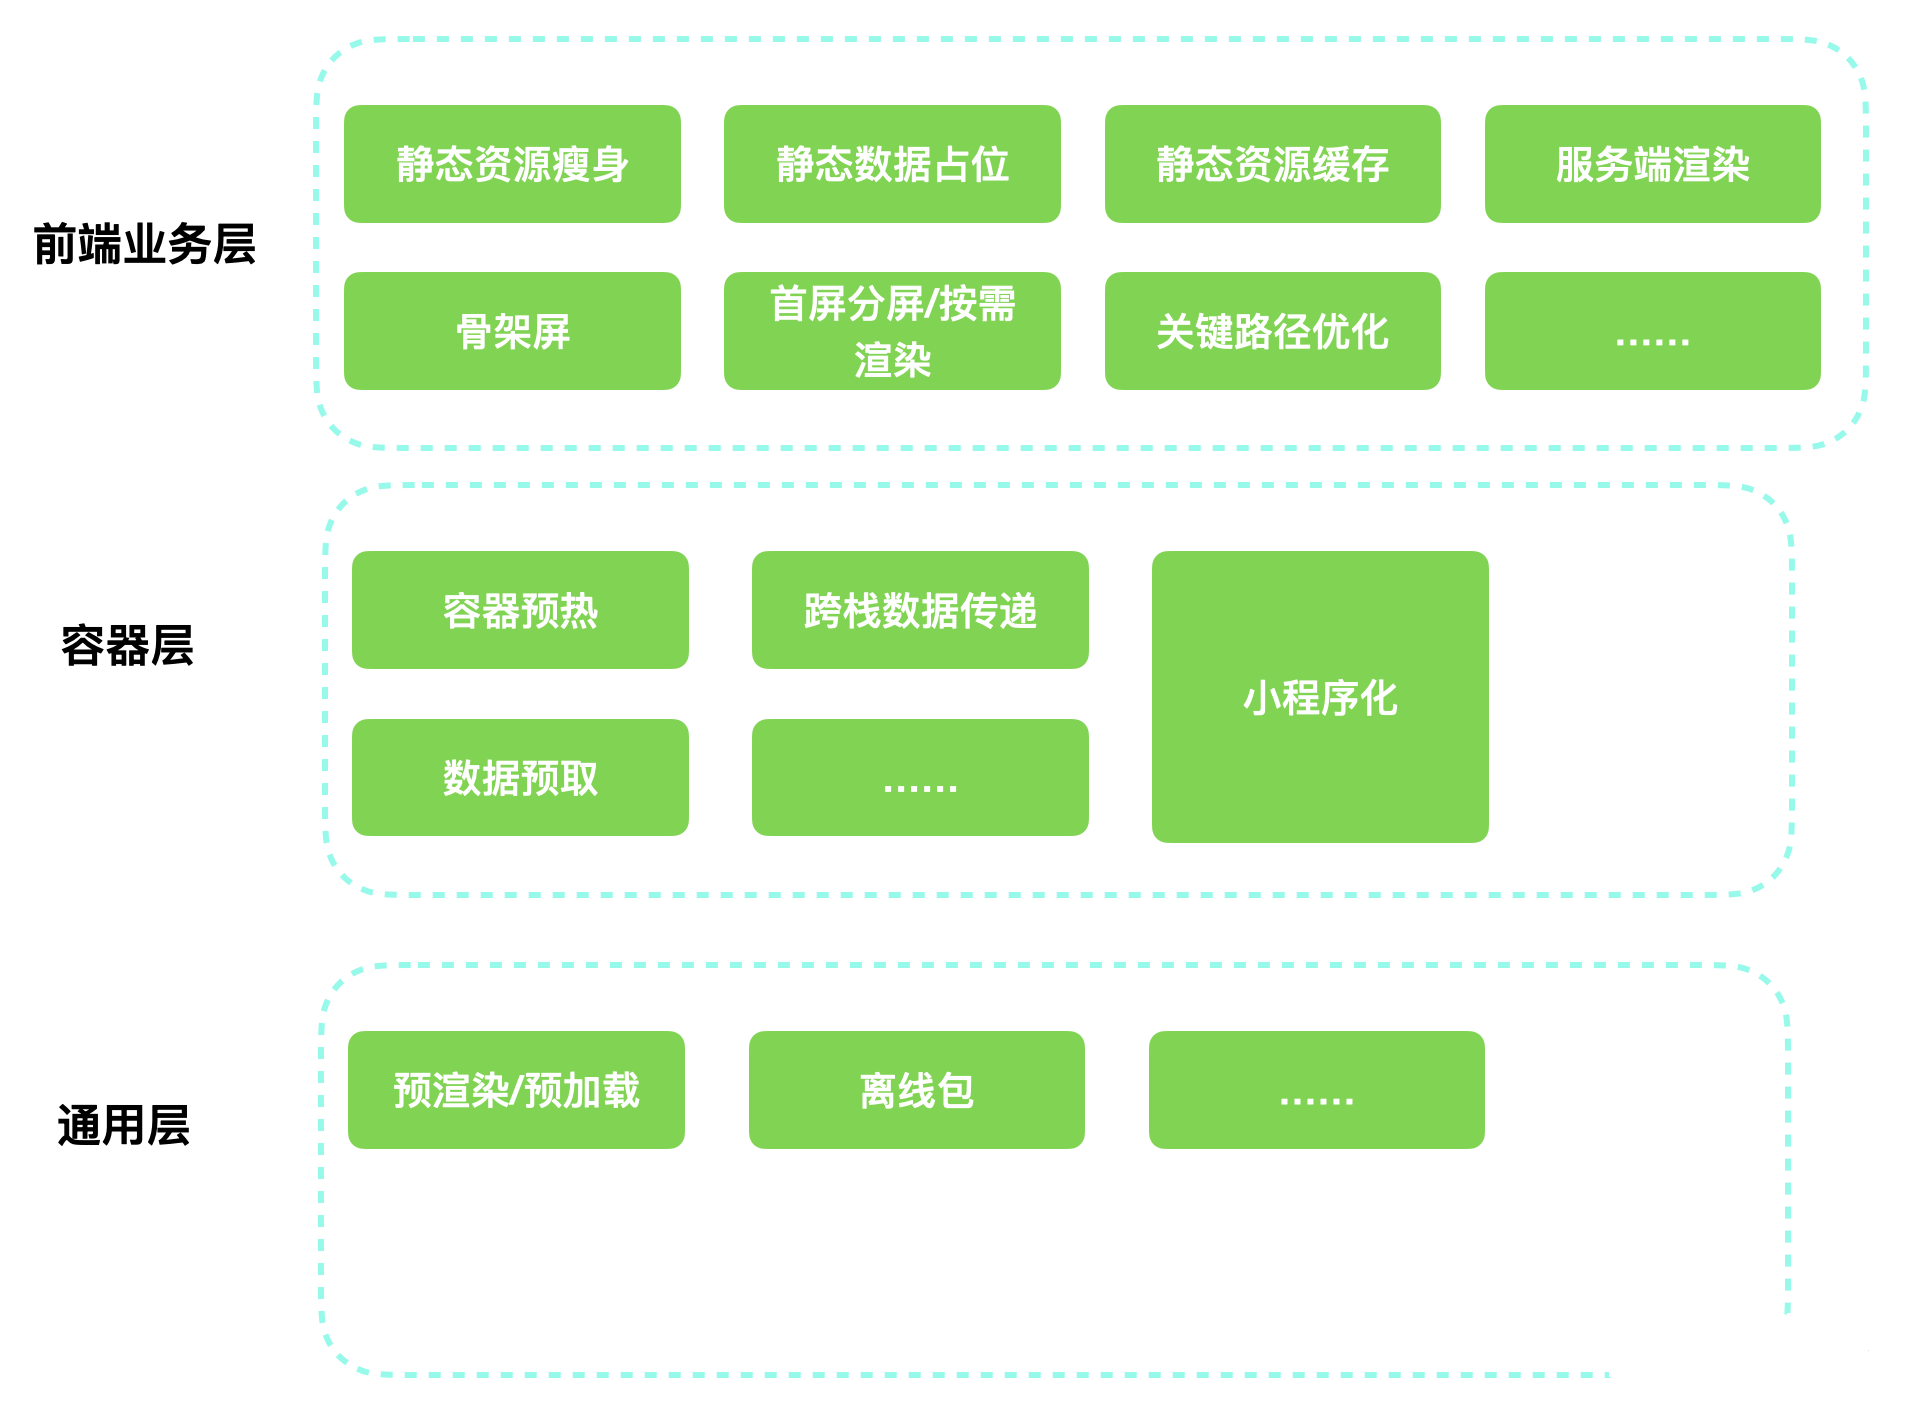 前端业务层
静态资源瘦身
静态数据占位
静态资源缓存
服务端渲染
骨架屏
首屏分屏/按需
渲染
关键路径优化
......
容器层
容器预热
跨栈数据传递
小程序化
数据预取
......
通用层
预渲染/预加载
离线包
......